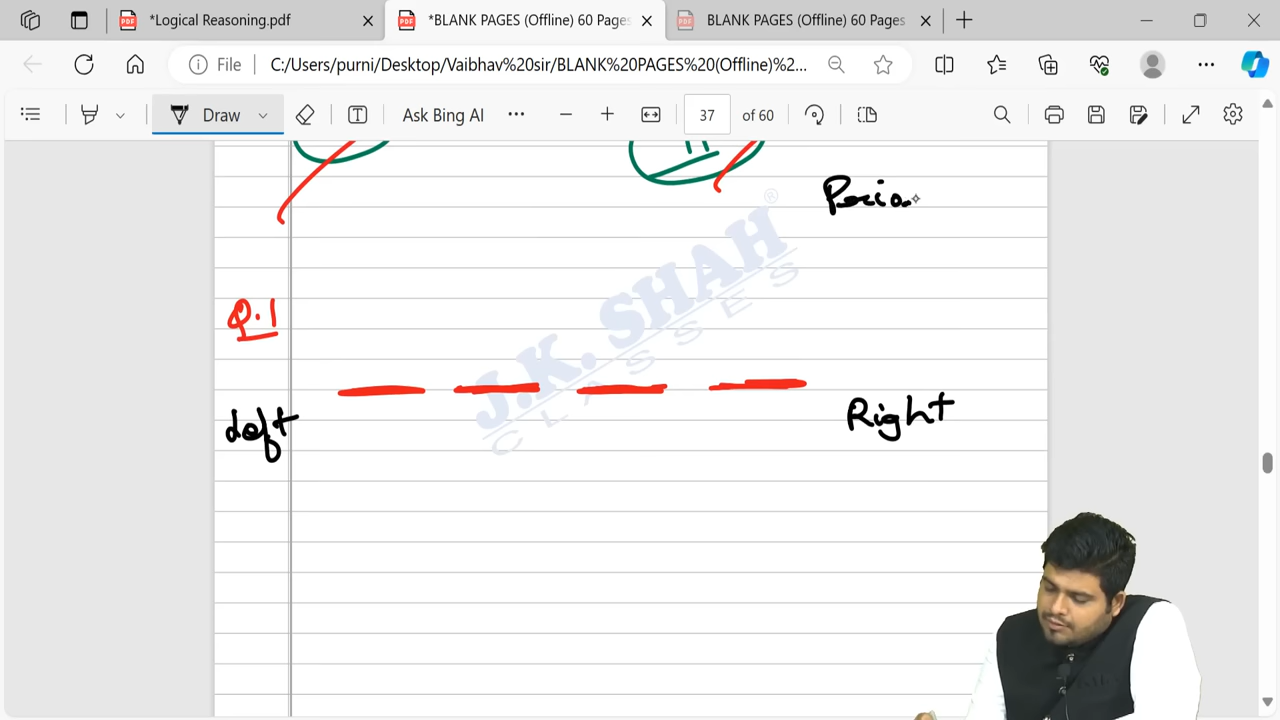 *Logical Reasoning.pdf
*BLANK PAGES (Offline) 60 Pages
BLANK PAGES (Offline) 60 Pages
File
C:/Users/purni/Desktop/Vaibhav%20sir/BLANK%20PAGES%20(Offline)%2...
Draw
Ask Bing AI
37 of 60
J.K. SHAH®
CLASSES
Q.1
Left
Right